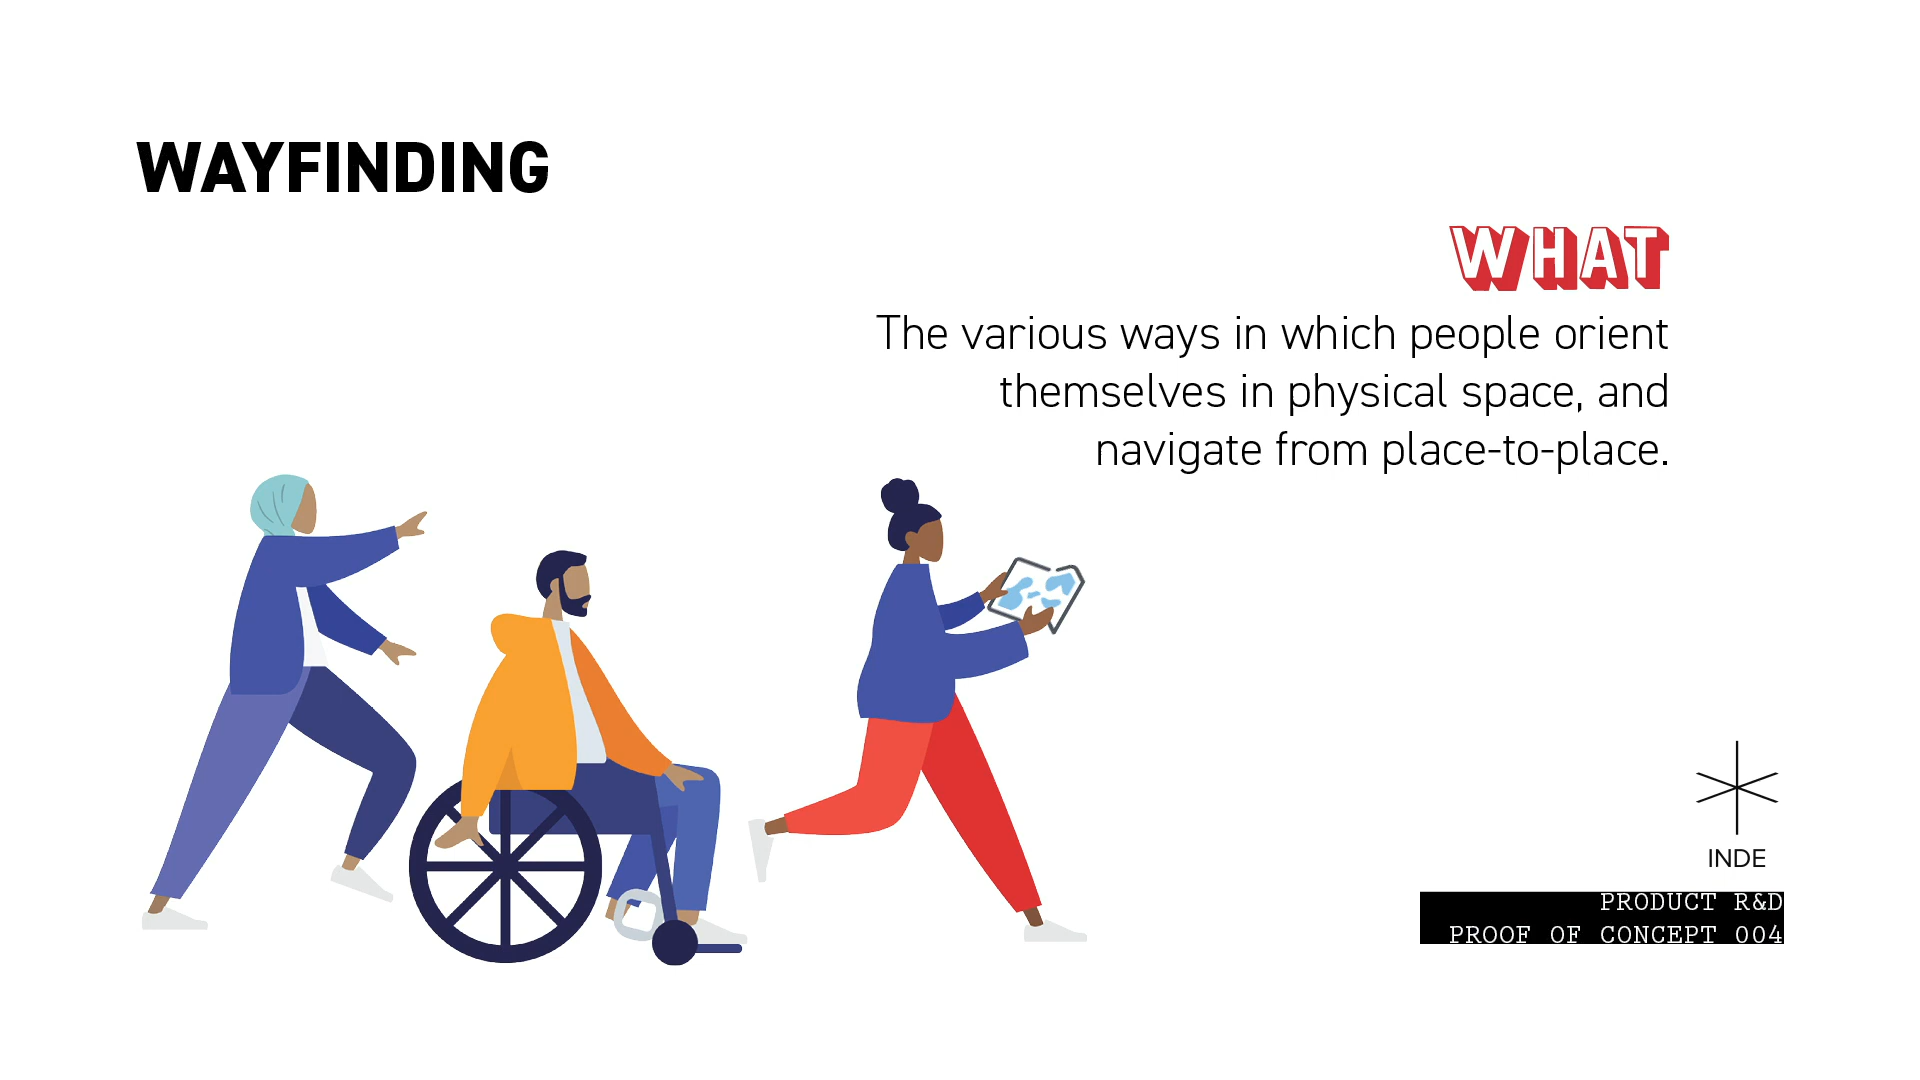 WAYFINDING
WHAT
The various ways in which people orient
themselves in physical space, and
navigate from place-to-place.
INDE
PRODUCT R&D
PROOF OF CONCEPT 004